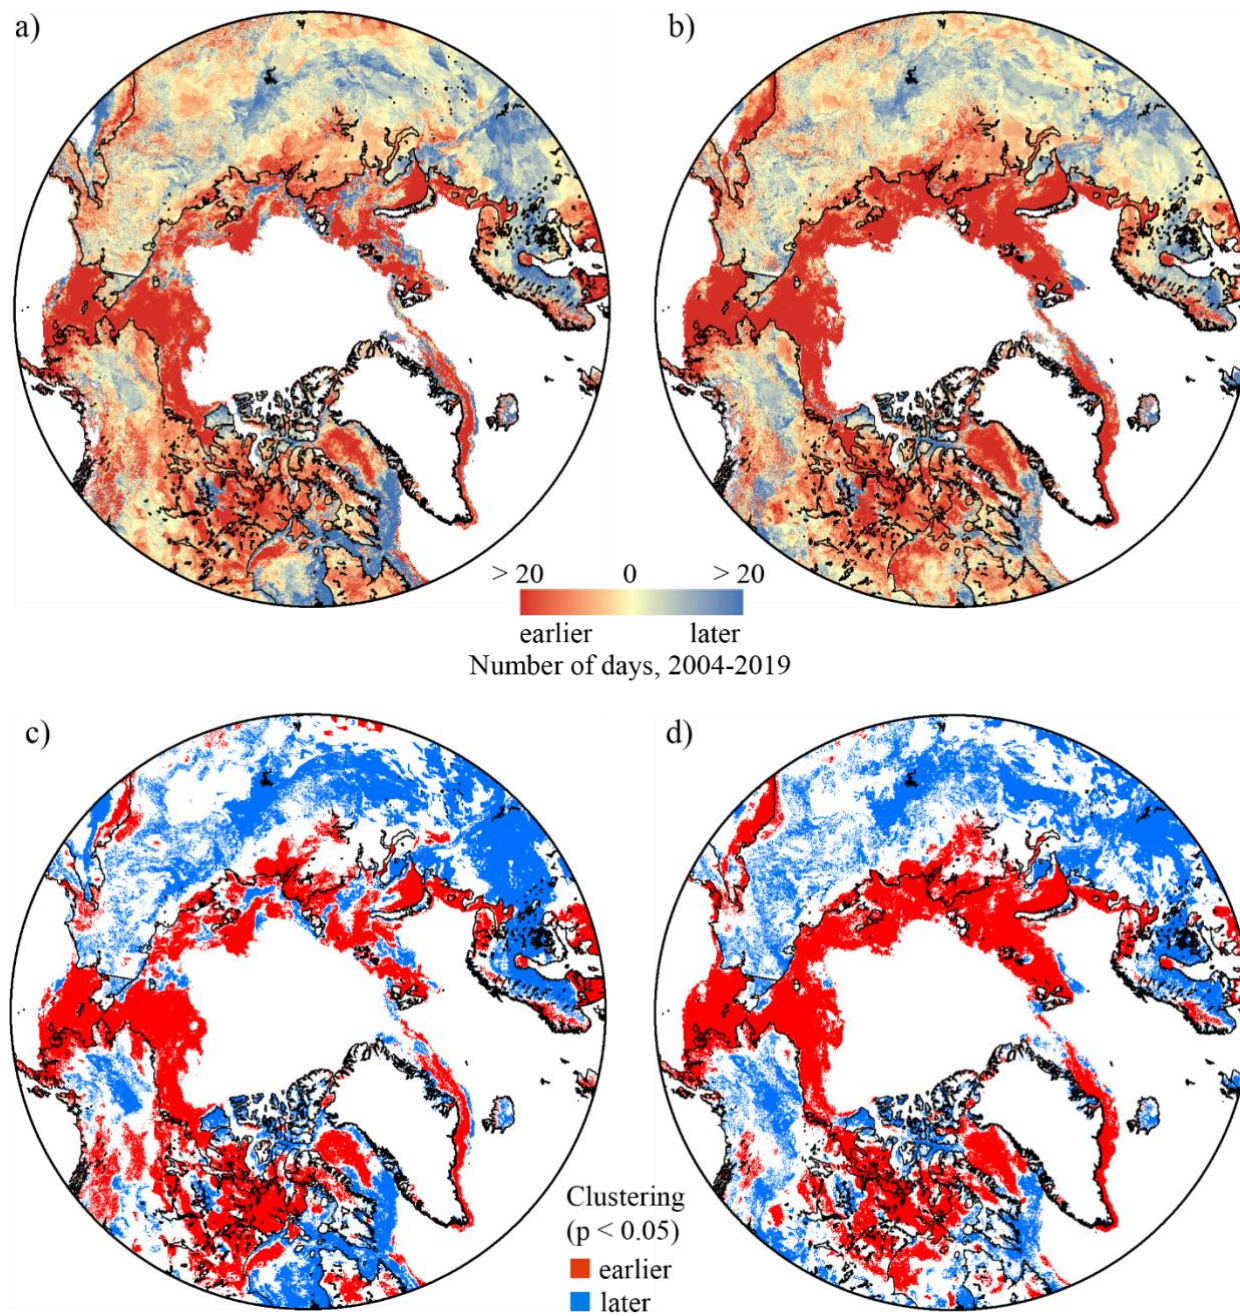 a)
b)
> 20 0 > 20
earlier later
Number of days, 2004-2019
c)
d)
Clustering
(p < 0.05)
earlier
later